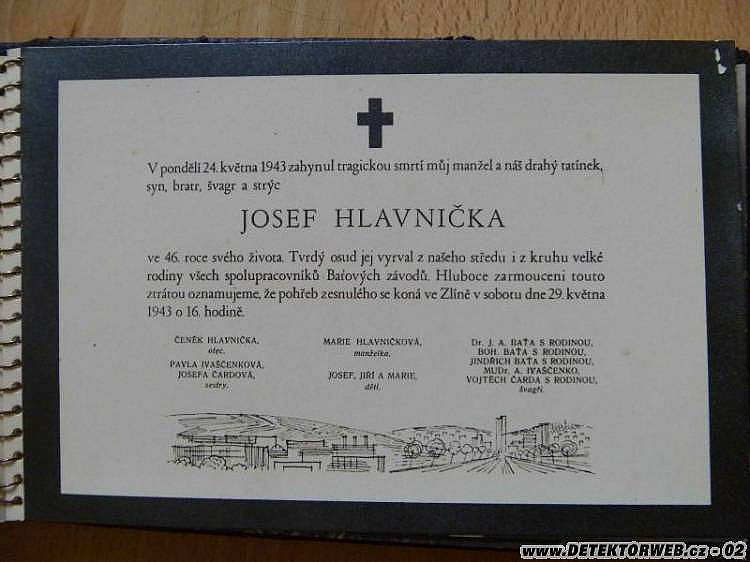 V pondělí 24. května 1943 zahynul tragickou smrtí můj manžel a náš drahý tatínek,
syn, bratr, švagr a strýc
JOSEF HLAVNIČKA
ve 46. roce svého života. Tvrdý osud jej vyrval z našeho středu i z kruhu velké
rodiny všech spolupracovníků Baťových závodů. Hluboce zarmouceni touto
ztrátou oznamujeme, že pohřeb zesnulého se koná ve Zlíně v sobotu dne 29. května
1943 o 16. hodině.
ČENĚK HLAVNIČKA,
otec.
PAVLA IVAŠČENKOVÁ,
JOSEFA ČARDOVÁ,
sestry.
MARIE HLAVNIČKOVÁ,
manželka.
JOSEF, JIŘÍ A MARIE,
děti.
Dr. J. A. BAŤA S RODINOU,
BOH. BAŤA S RODINOU,
JINDŘICH BAŤA S RODINOU,
MUDr. A. IVAŠČENKO,
VOJTĚCH ČARDA S RODINOU,
švagři.
www.DETEKTORWEB.cz - 02